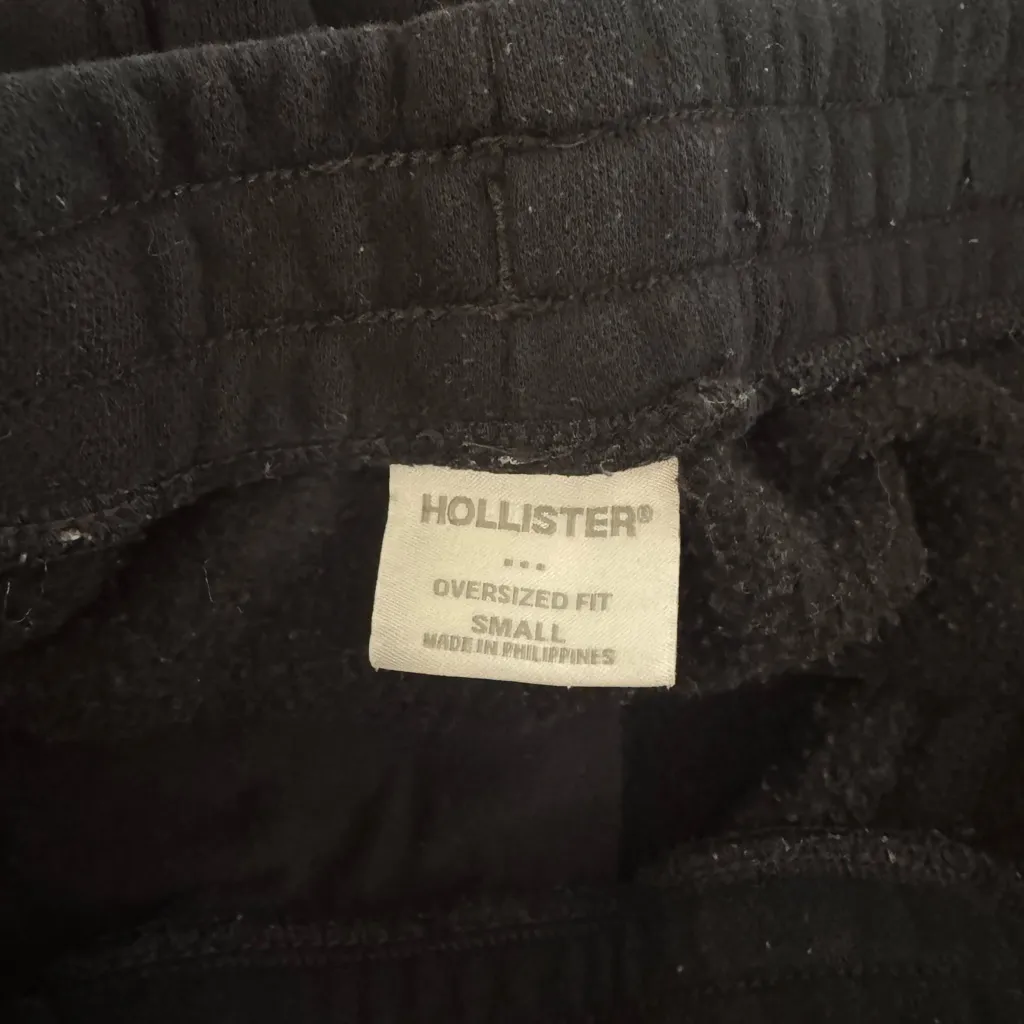 HOLLISTER®
...
OVERSIZED FIT
SMALL
MADE IN PHILIPPINES